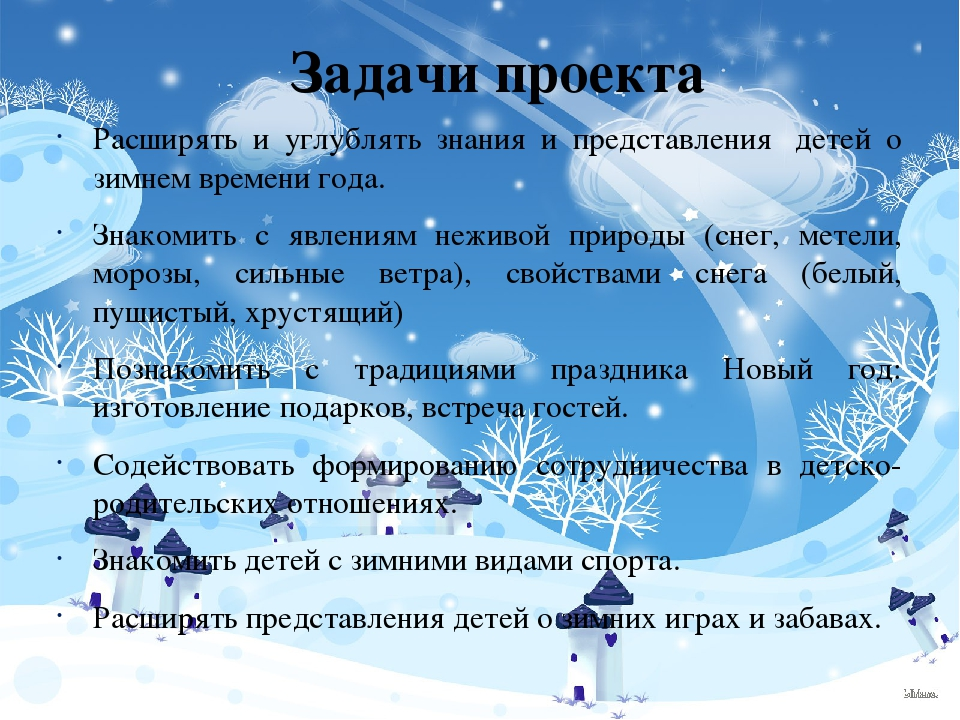 Задачи проекта
Расширять и углублять знания и представления детей о
зимнем времени года.
Знакомить с явлениям неживой природы (снег, метели,
морозы, сильные ветра), свойствами снега (белый,
пушистый, хрустящий)
Познакомить с традициями праздника Новый год:
изготовление подарков, встреча гостей.
Содействовать формированию сотрудничества в детско-
родительских отношениях.
Знакомить детей с зимними видами спорта.
Расширять представления детей о зимних играх и забавах.